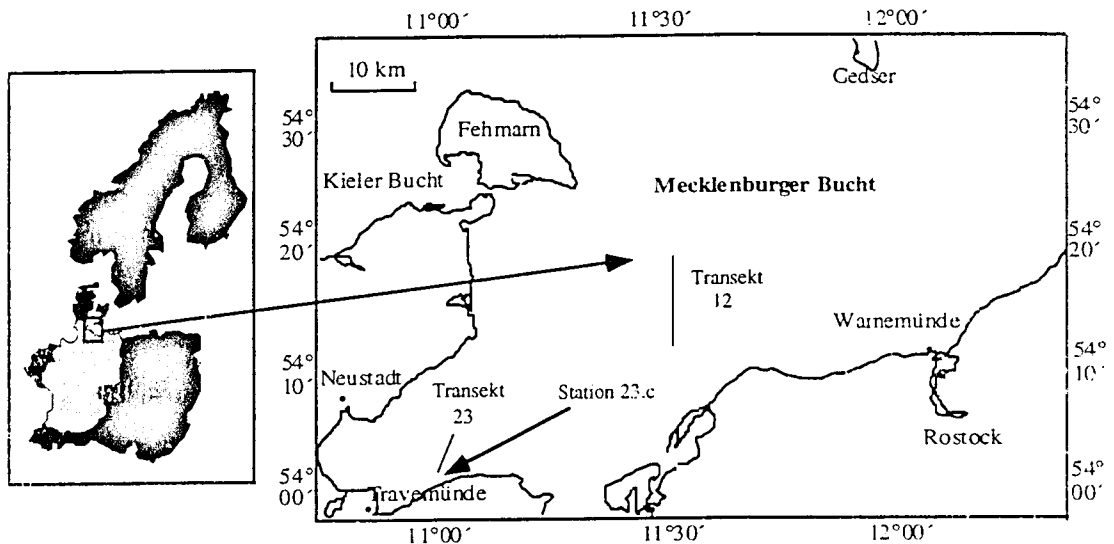 11°00´
11°30´
12°00´
10 km
Gedser
54°
30´
54°
30´
Fehmarn
Kieler Bucht
Mecklenburger Bucht
54°
20´
54°
20´
Transekt
12
Warnemünde
54°
10´
54°
10´
Neustadt
Transekt
23
Station 23.c
Rostock
54°
00´
54°
00´
Travemünde
11°00´
11°30´
12°00´